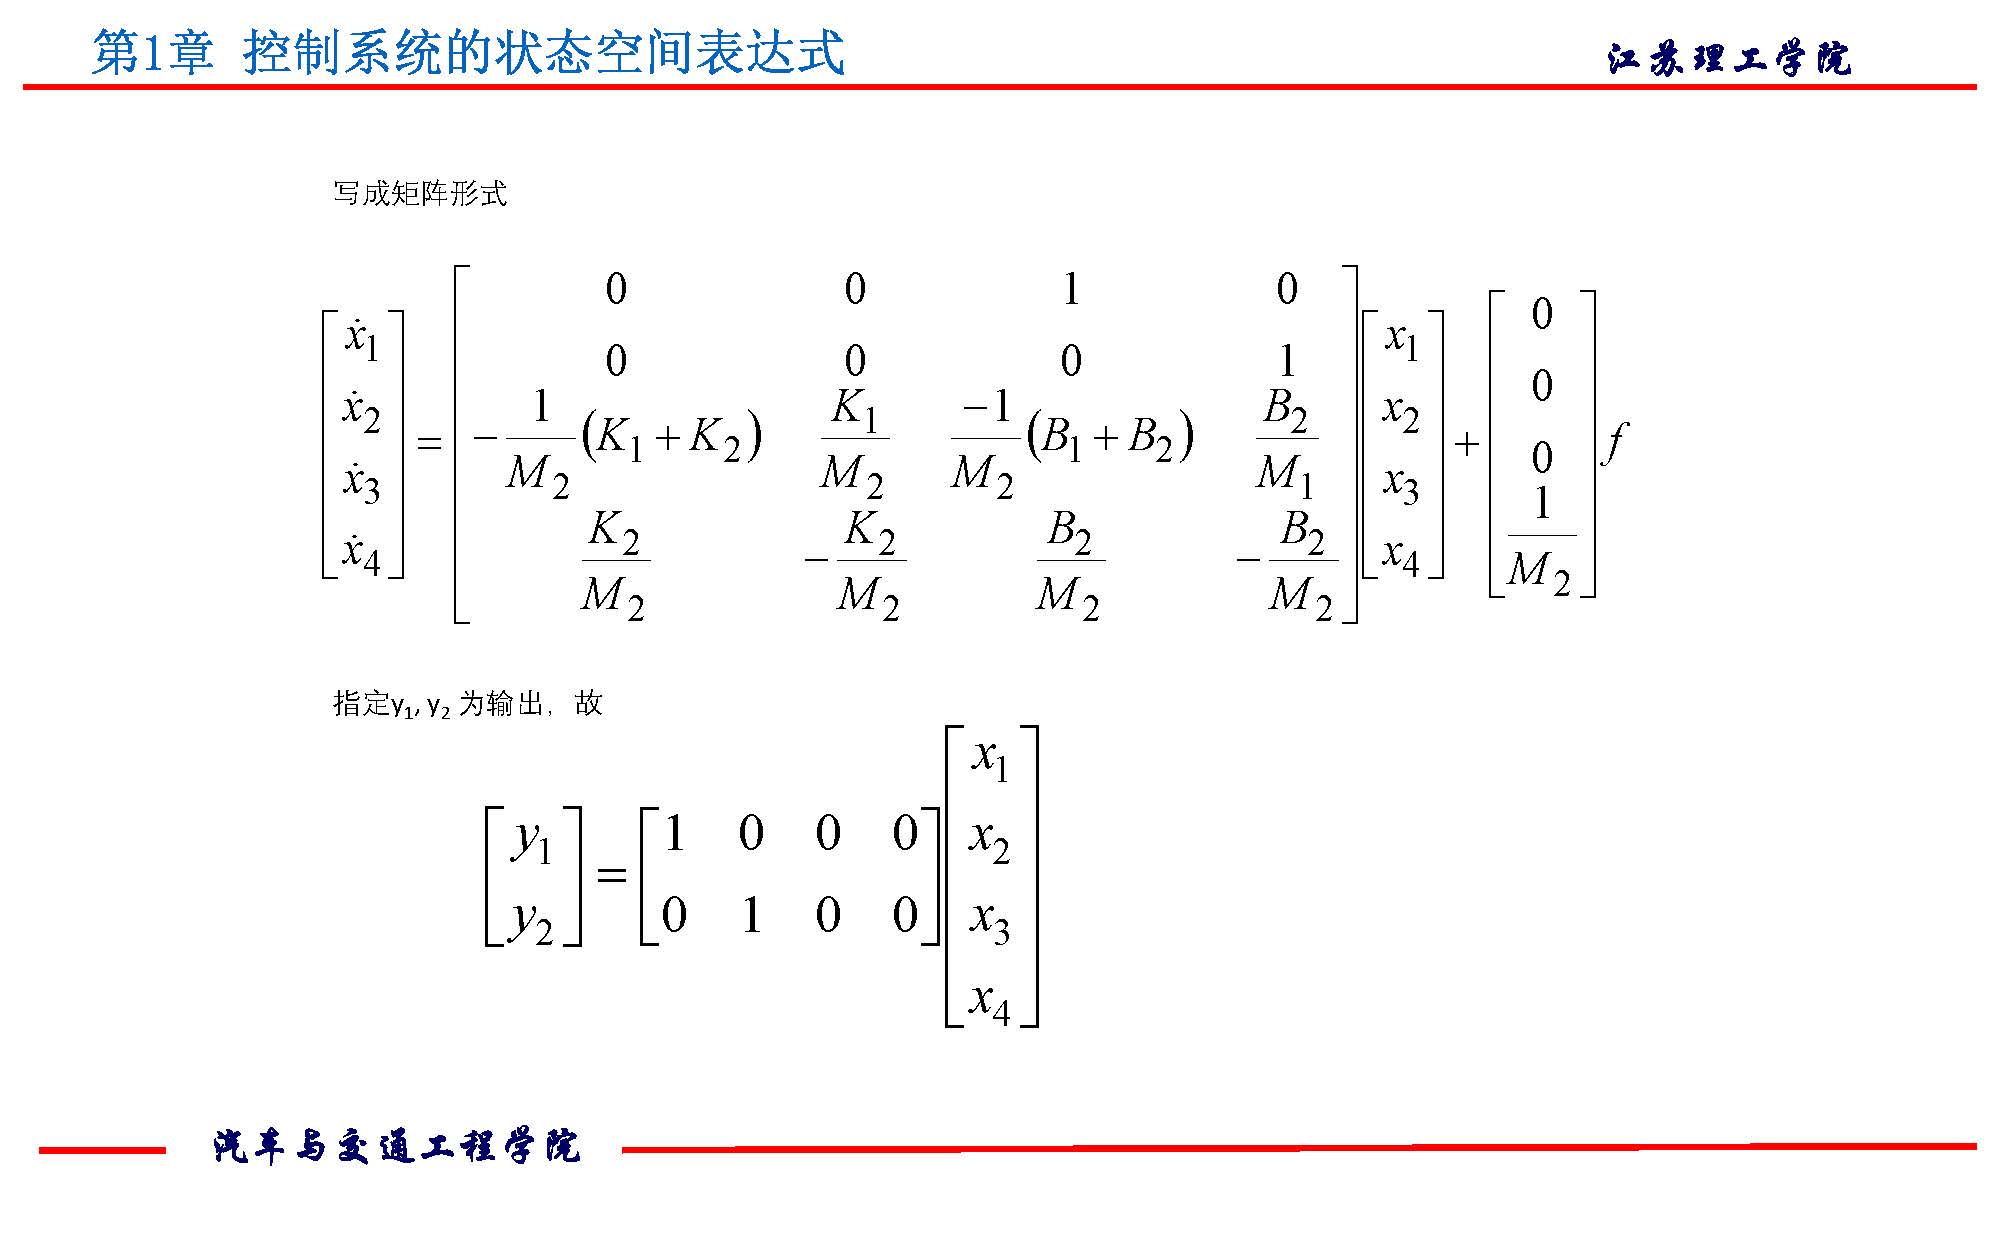 第1章 控制系统的状态空间表达式
江苏理工学院
写成矩阵形式
\begin{bmatrix} \dot{x}_1 \\ \dot{x}_2 \\ \dot{x}_3 \\ \dot{x}_4 \end{bmatrix} = \begin{bmatrix} 0 & 0 & 1 & 0 \\ 0 & 0 & 0 & 1 \\ -\frac{1}{M_2}(K_1+K_2) & \frac{K_1}{M_2} & \frac{-1}{M_2}(B_1+B_2) & \frac{B_2}{M_1} \\ \frac{K_2}{M_2} & -\frac{K_2}{M_2} & \frac{B_2}{M_2} & -\frac{B_2}{M_2} \end{bmatrix} \begin{bmatrix} x_1 \\ x_2 \\ x_3 \\ x_4 \end{bmatrix} + \begin{bmatrix} 0 \\ 0 \\ 0 \\ \frac{1}{M_2} \end{bmatrix} f
指定y₁, y₂ 为输出，故
\begin{bmatrix} y_1 \\ y_2 \end{bmatrix} = \begin{bmatrix} 1 & 0 & 0 & 0 \\ 0 & 1 & 0 & 0 \end{bmatrix} \begin{bmatrix} x_1 \\ x_2 \\ x_3 \\ x_4 \end{bmatrix}
汽车与交通工程学院